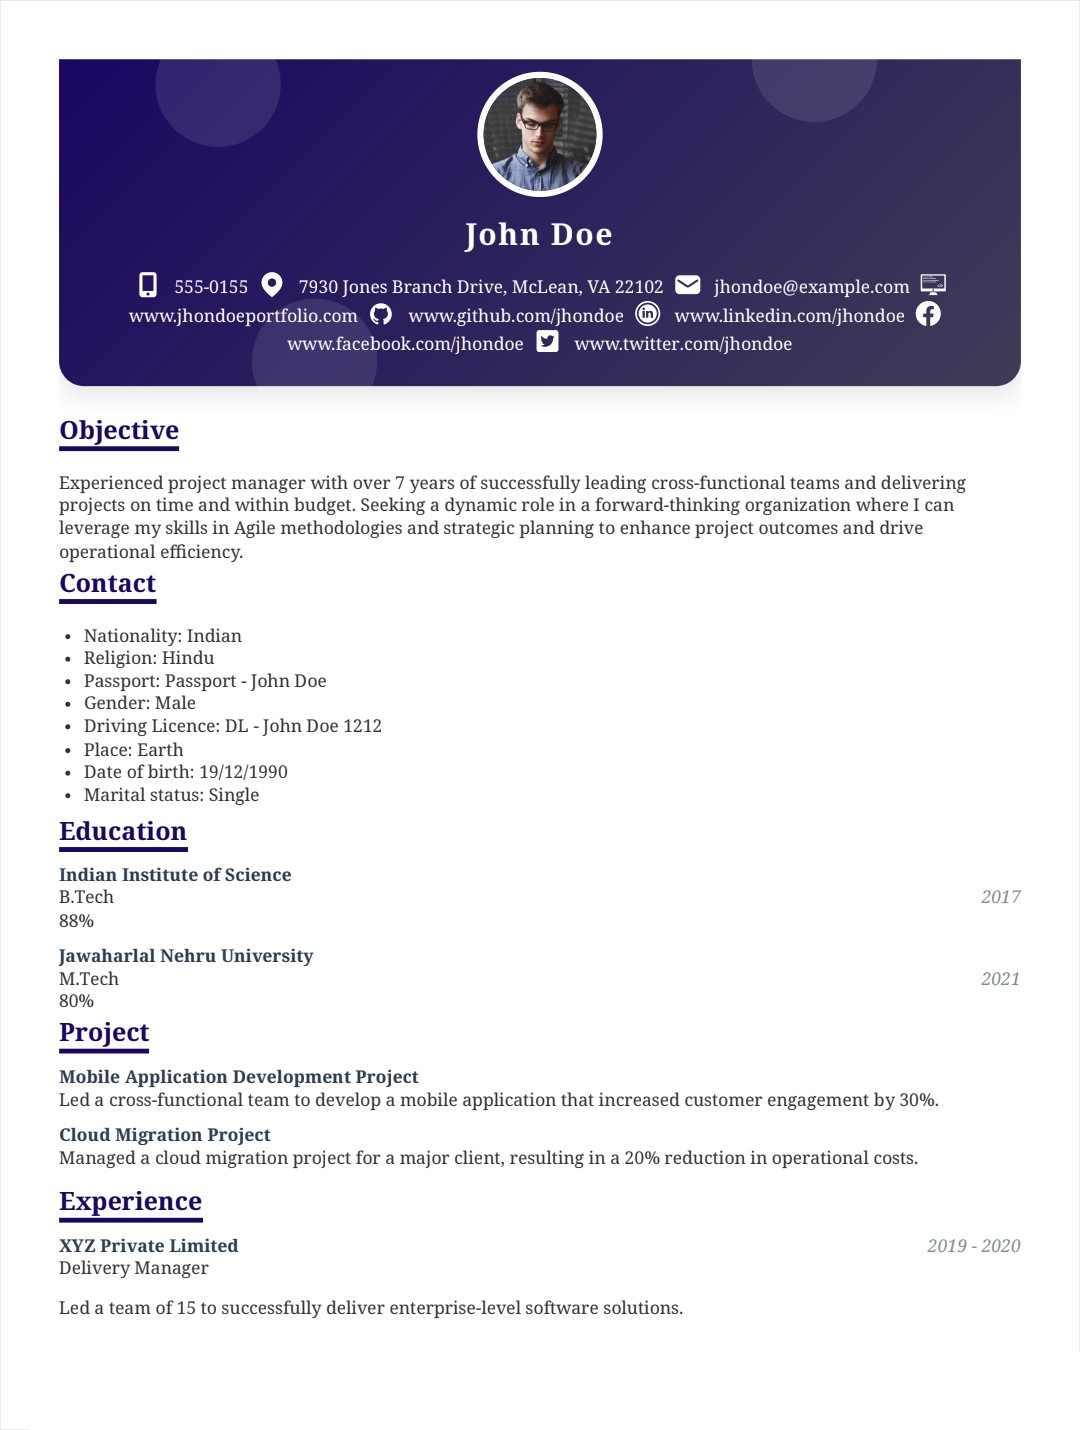 John Doe
555-0155 7930 Jones Branch Drive, McLean, VA 22102 jhondoe@example.com
www.jhondoeportfolio.com www.github.com/jhondoe www.linkedin.com/jhondoe
www.facebook.com/jhondoe www.twitter.com/jhondoe
Objective
Experienced project manager with over 7 years of successfully leading cross-functional teams and delivering
projects on time and within budget. Seeking a dynamic role in a forward-thinking organization where I can
leverage my skills in Agile methodologies and strategic planning to enhance project outcomes and drive
operational efficiency.
Contact
• Nationality: Indian
• Religion: Hindu
• Passport: Passport - John Doe
• Gender: Male
• Driving Licence: DL - John Doe 1212
• Place: Earth
• Date of birth: 19/12/1990
• Marital status: Single
Education
Indian Institute of Science
B.Tech 2017
88%
Jawaharlal Nehru University
M.Tech 2021
80%
Project
Mobile Application Development Project
Led a cross-functional team to develop a mobile application that increased customer engagement by 30%.
Cloud Migration Project
Managed a cloud migration project for a major client, resulting in a 20% reduction in operational costs.
Experience
XYZ Private Limited 2019 - 2020
Delivery Manager
Led a team of 15 to successfully deliver enterprise-level software solutions.